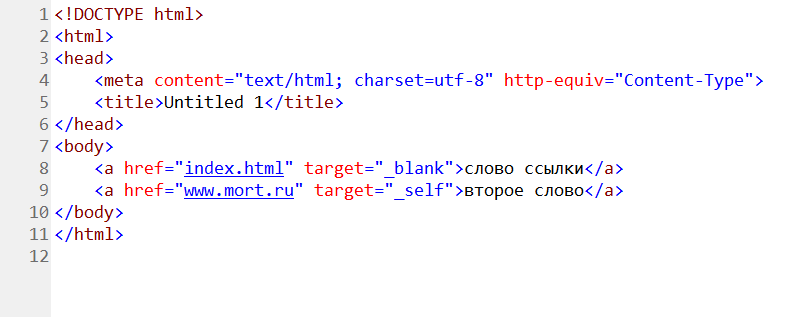 1 <!DOCTYPE html>
2 <html>
3 <head>
4     <meta content="text/html; charset=utf-8" http-equiv="Content-Type">
5     <title>Untitled 1</title>
6 </head>
7 <body>
8     <a href="index.html" target="_blank">слово ссылки</a>
9     <a href="www.mort.ru" target="_self">второе слово</a>
10 </body>
11 </html>
12